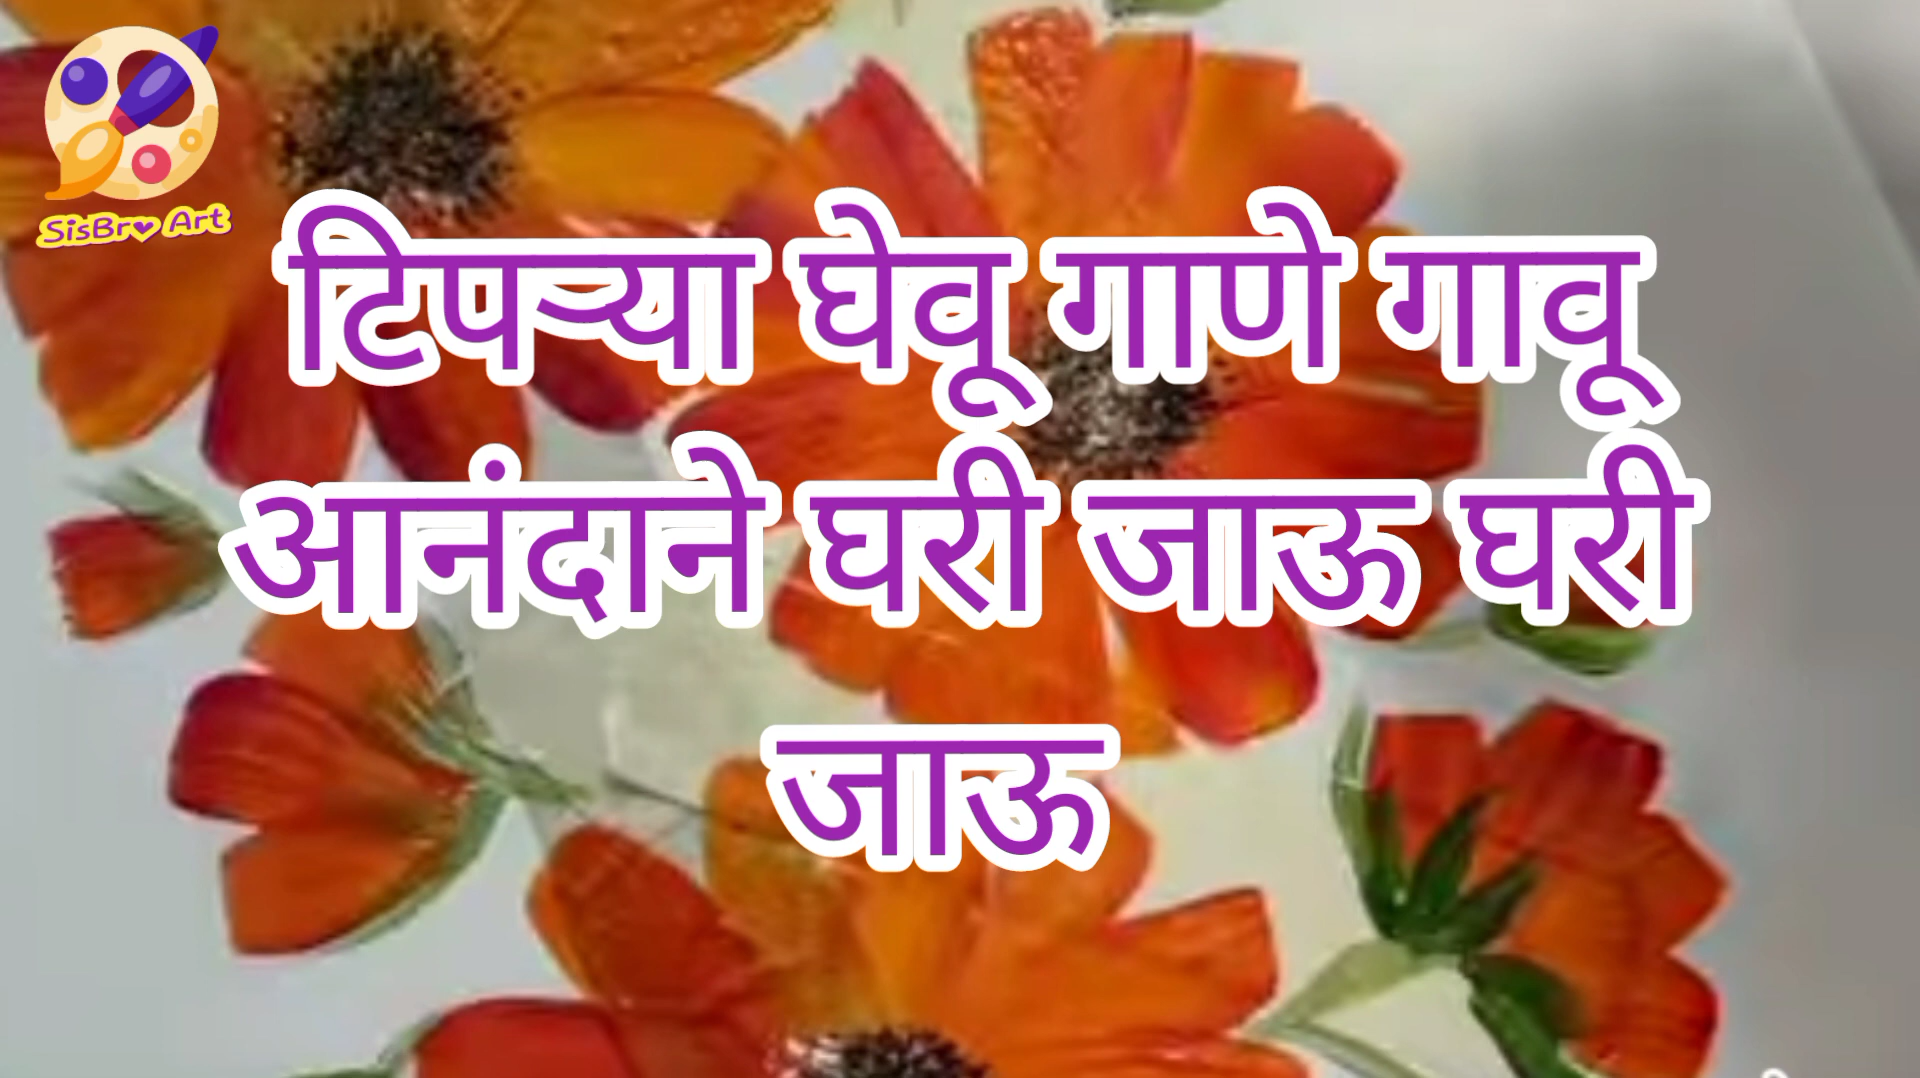 SisBro Art
टिपऱ्या घेवू गाणे गावू
आनंदाने घरी जाऊ घरी
जाऊ